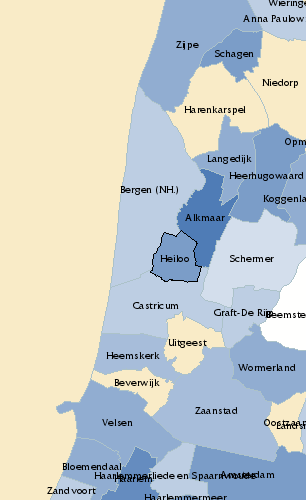 Wieringe
Anna Paulow
Zijpe
Schagen
Niedorp
Harenkarspel
Opm
Langedijk
Heerhugowaard
Bergen (NH.)
Koggenla
Alkmaar
Heiloo
Schermer
Castricum
Graft-De Rijp
Beemste
Uitgeest
Heemskerk
Wormerland
Beverwijk
Zaanstad
Velsen
Oostzaan
Landsm
Bloemendaal
Haarlemmerliede en Spaarnwoude
Haarlem
Amsterdam
Zandvoort
Haarlemmermeer